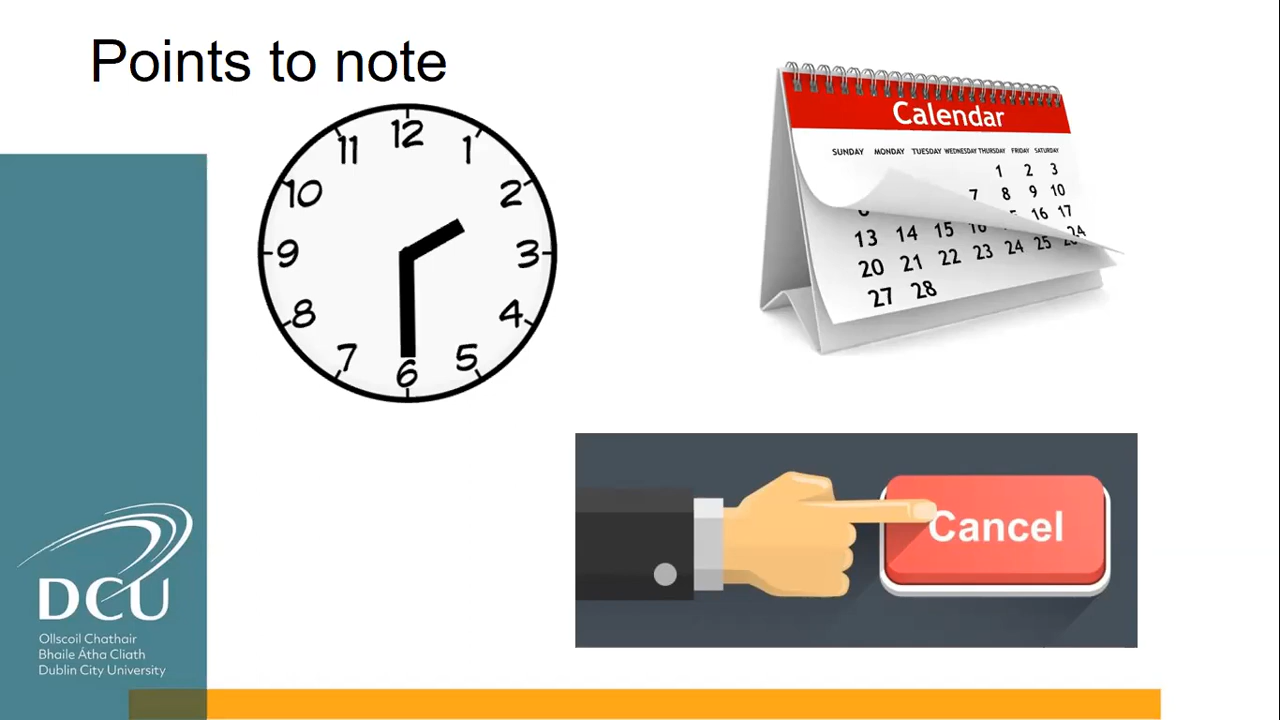 Points to note
12
11 1
10 2
9 3
8 4
7 5
6
Calendar
SUNDAY MONDAY TUESDAY WEDNESDAY THURSDAY FRIDAY SATURDAY
1 2 3
7 8 9 10
16 17
13 14 15 16 24
20 21 22 23 24 25
27 28
Cancel
DCU
Ollscoil Chathair
Bhaile Átha Cliath
Dublin City University